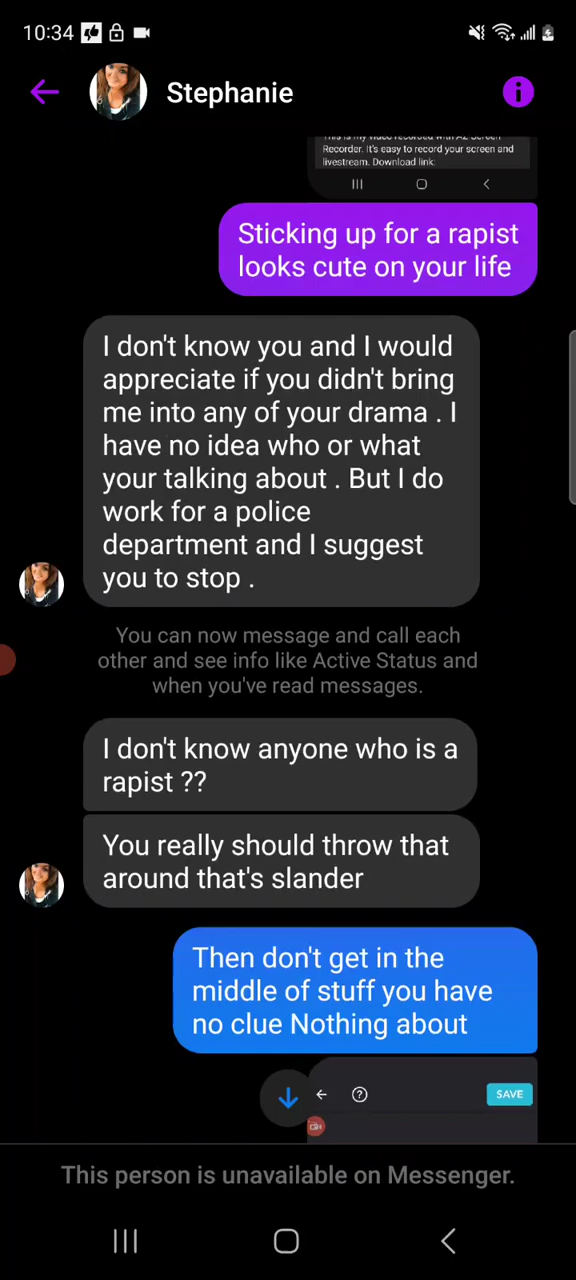 10:34
Stephanie
This is my video recorded with AZ Screen
Recorder. It's easy to record your screen and
livestream. Download link:
Sticking up for a rapist
looks cute on your life
I don't know you and I would
appreciate if you didn't bring
me into any of your drama . I
have no idea who or what
your talking about . But I do
work for a police
department and I suggest
you to stop .
You can now message and call each
other and see info like Active Status and
when you've read messages.
I don't know anyone who is a
rapist ??
You really should throw that
around that's slander
Then don't get in the
middle of stuff you have
no clue Nothing about
SAVE
This person is unavailable on Messenger.